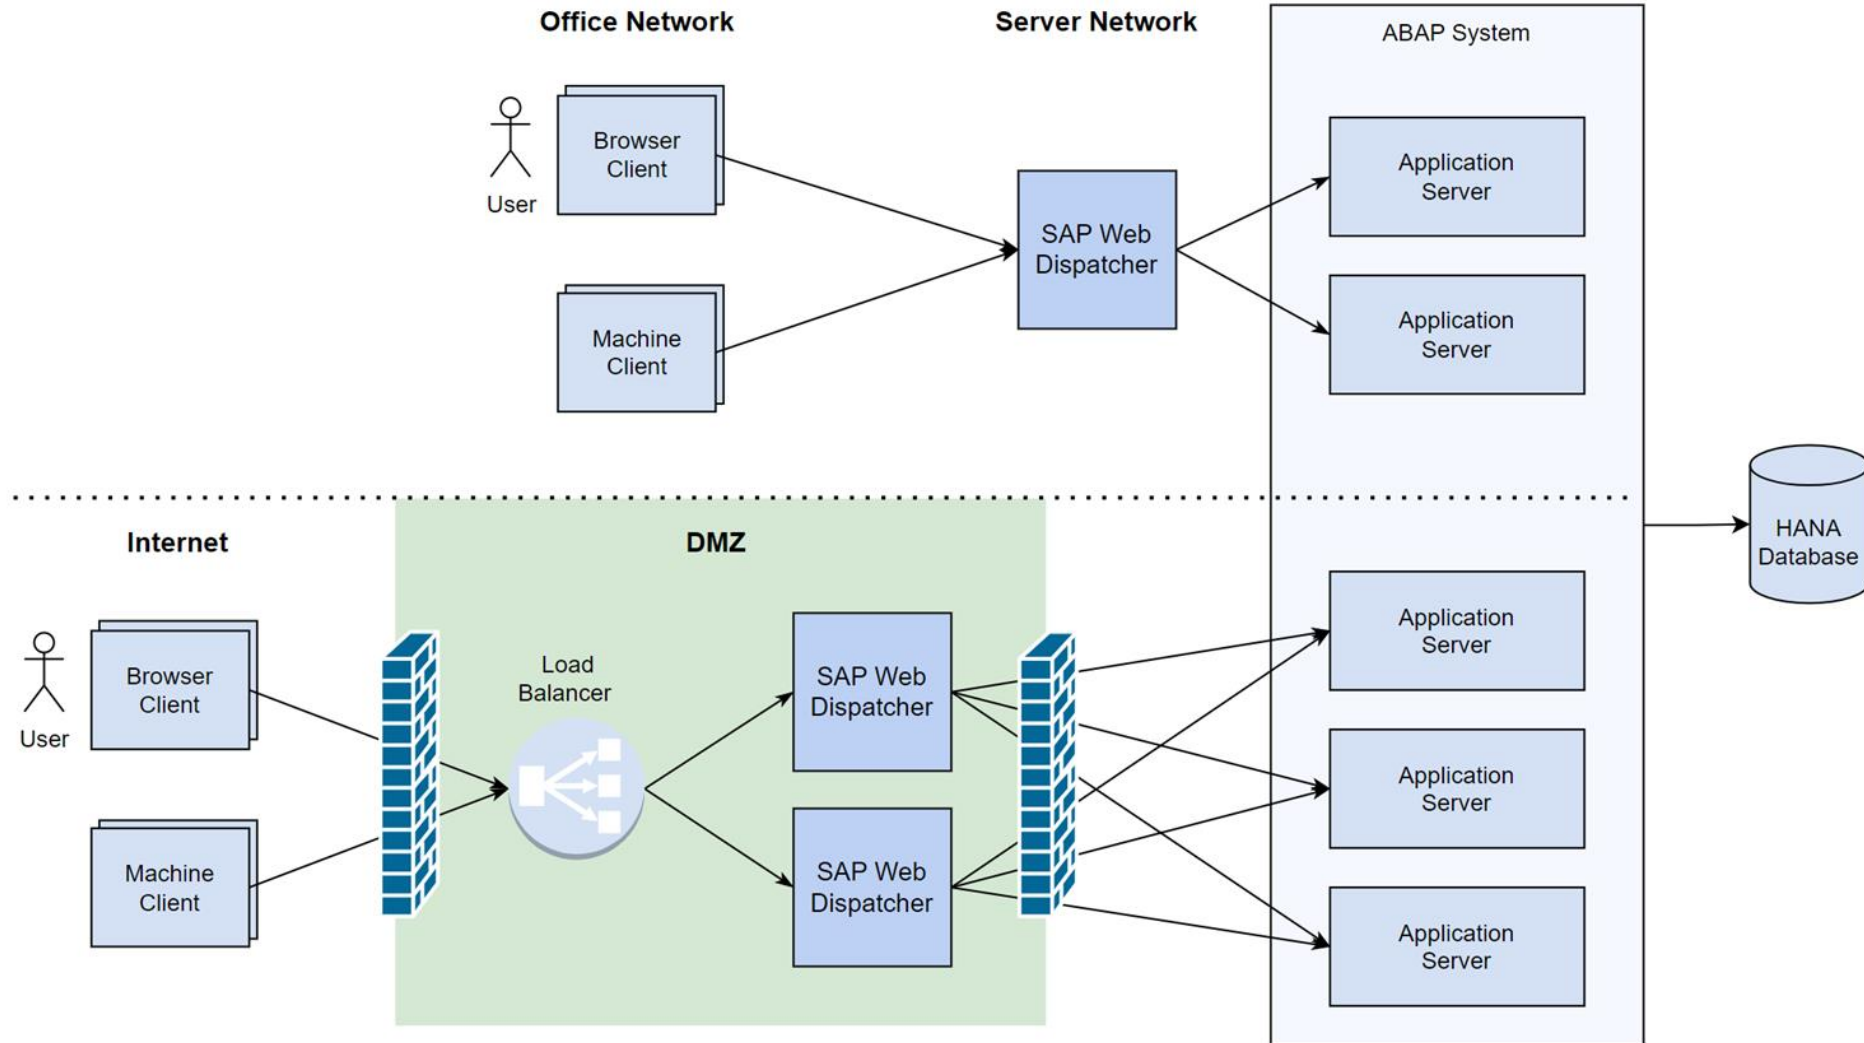 Office Network
Server Network
ABAP System
User
Browser
Client
Machine
Client
SAP Web
Dispatcher
Application
Server
Application
Server
Internet
DMZ
User
Browser
Client
Machine
Client
Load
Balancer
SAP Web
Dispatcher
SAP Web
Dispatcher
Application
Server
Application
Server
Application
Server
HANA
Database